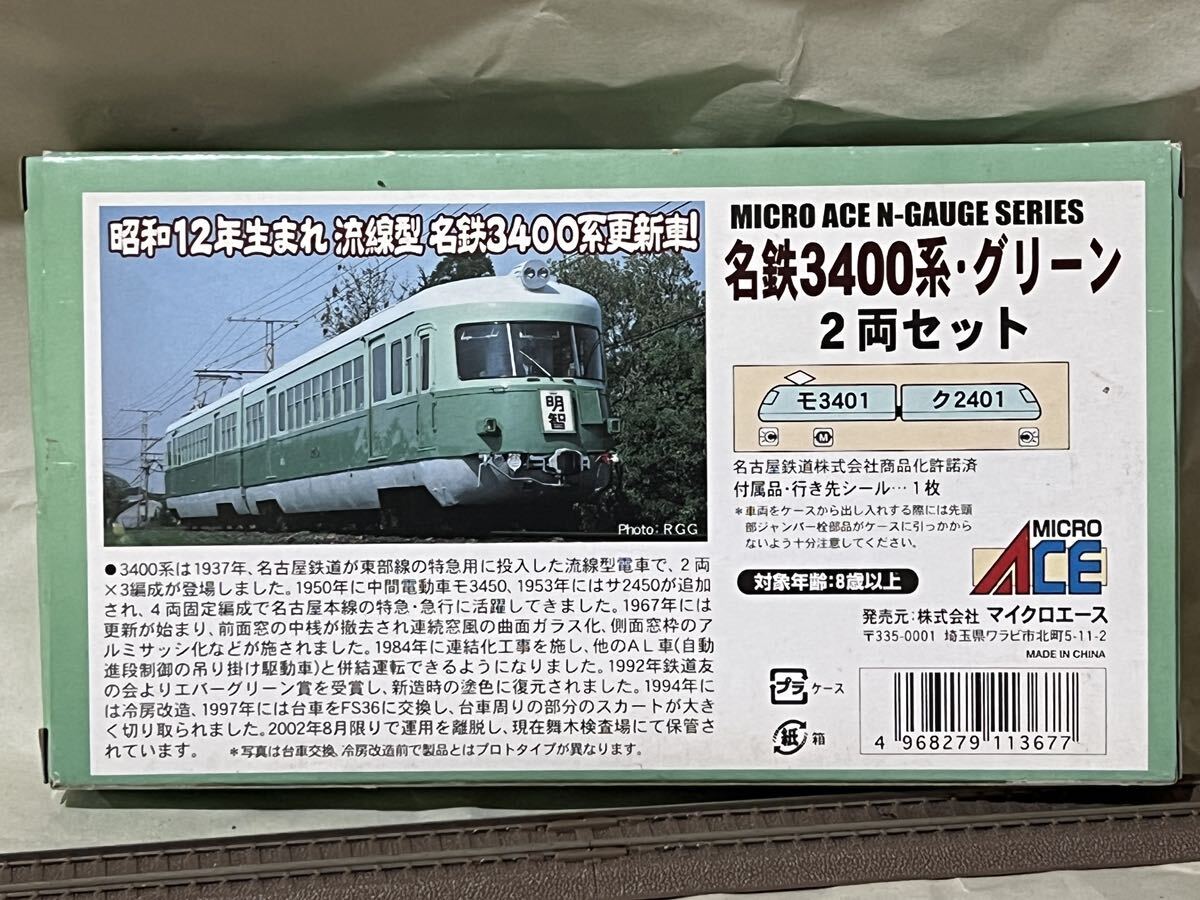 昭和12年生まれ 流線型 名鉄3400系更新車!
明智
Photo: RGG
●3400系は1937年、名古屋鉄道が東部線の特急用に投入した流線型電車で、2両
×3編成が登場しました。1950年に中間電動車モ3450、1953年にはサ2450が追加
され、4両固定編成で名古屋本線の特急・急行に活躍してきました。1967年には
更新が始まり、前面窓の中桟が撤去され連続窓風の曲面ガラス化、側面窓枠のア
ルミサッシ化などが施されました。1984年に連結化工事を施し、他のAL車(自動
進段制御の吊り掛け駆動車)と併結運転できるようになりました。1992年鉄道友
の会よりエバーグリーン賞を受賞し、新造時の塗色に復元されました。1994年に
は冷房改造、1997年には台車をFS36に交換し、台車周りの部分のスカートが大き
く切り取られました。2002年8月限りで運用を離脱し、現在舞木検査場にて保管さ
れています。 *写真は台車交換、冷房改造前で製品とはプロトタイプが異なります。
MICRO ACE N-GAUGE SERIES
名鉄3400系・グリーン
2両セット
モ3401 ク2401
C M C
名古屋鉄道株式会社商品化許諾済
付属品・行き先シール…1枚
*車両をケースから出し入れする際には先頭
部ジャンパー栓部品がケースに引っかから
ないよう十分注意してください。
MICRO
ACE
対象年齢:8歳以上
発売元:株式会社 マイクロエース
〒335-0001 埼玉県ワラビ市北町5-11-2
MADE IN CHINA
プラ ケース
紙 箱
4 968279 113677